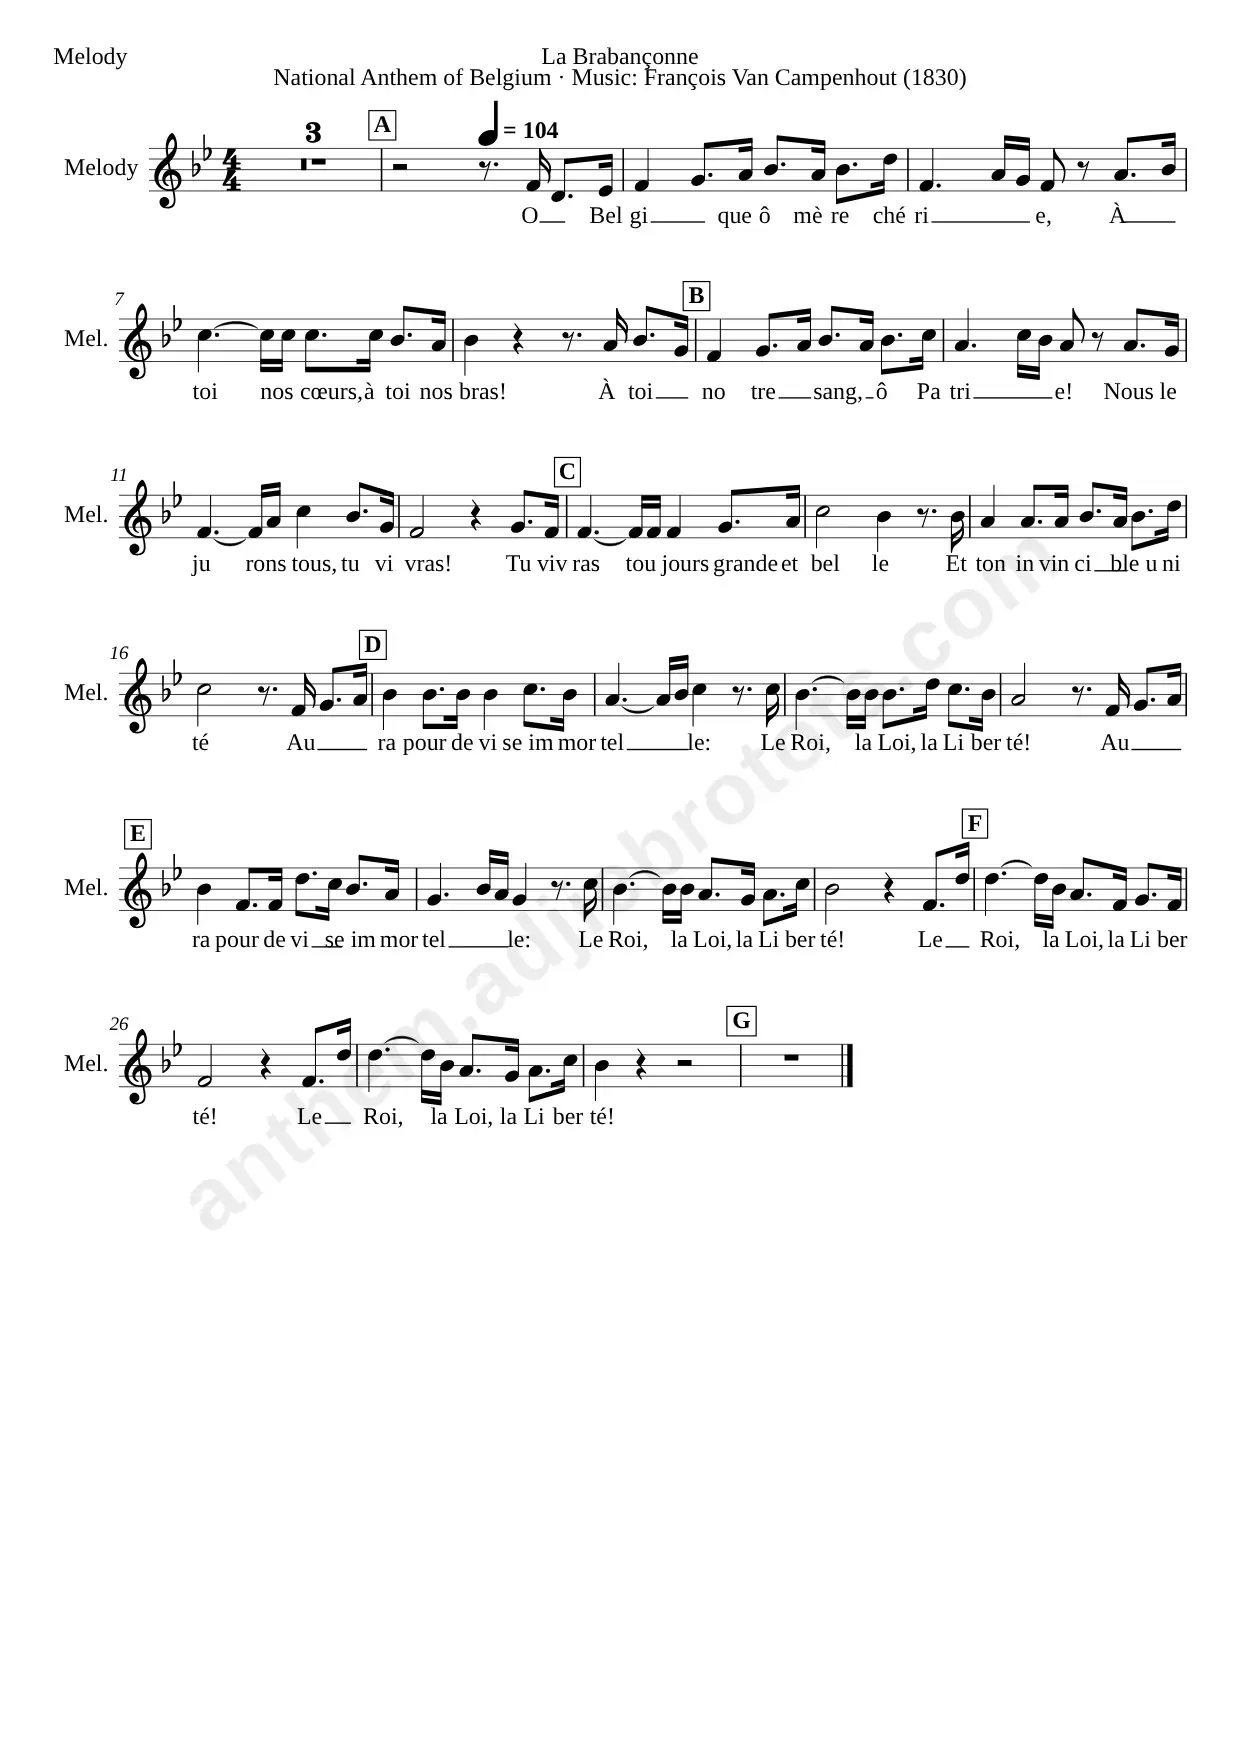 Melody
La Brabançonne
National Anthem of Belgium · Music: François Van Campenhout (1830)
3
A
= 104
Melody
4
4
O Bel gi que ô mè re ché ri e, À
7
B
Mel.
toi nos cœurs, à toi nos bras! À toi no tre sang, ô Pa tri e! Nous le
11
C
Mel.
ju rons tous, tu vi vras! Tu viv ras tou jours grande et bel le Et ton in vin ci ble u ni
16
D
Mel.
té Au ra pour de vi se im mor tel le: Le Roi, la Loi, la Li ber té! Au
E
F
Mel.
ra pour de vi se im mor tel le: Le Roi, la Loi, la Li ber té! Le Roi, la Loi, la Li ber
26
G
Mel.
té! Le Roi, la Loi, la Li ber té!